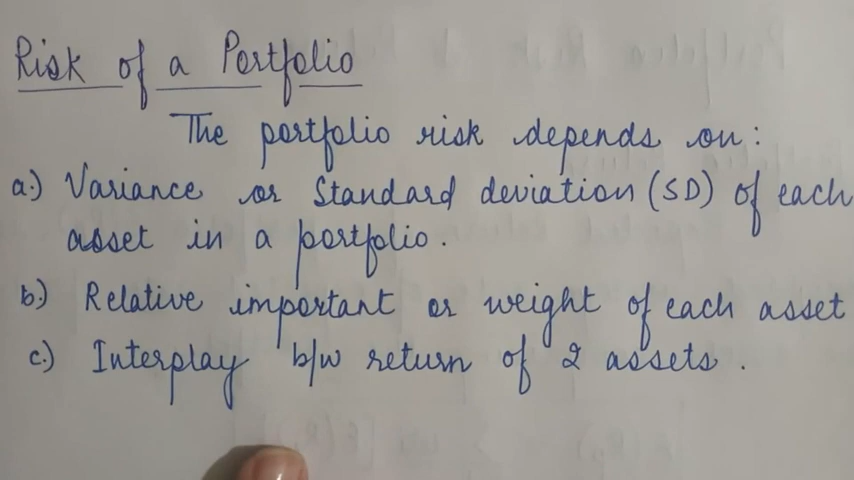 Risk of a Portfolio
The portfolio risk depends on:
a.) Variance or Standard deviation (SD) of each
asset in a portfolio.
b.) Relative important or weight of each asset
c.) Interplay b/w return of 2 assets.